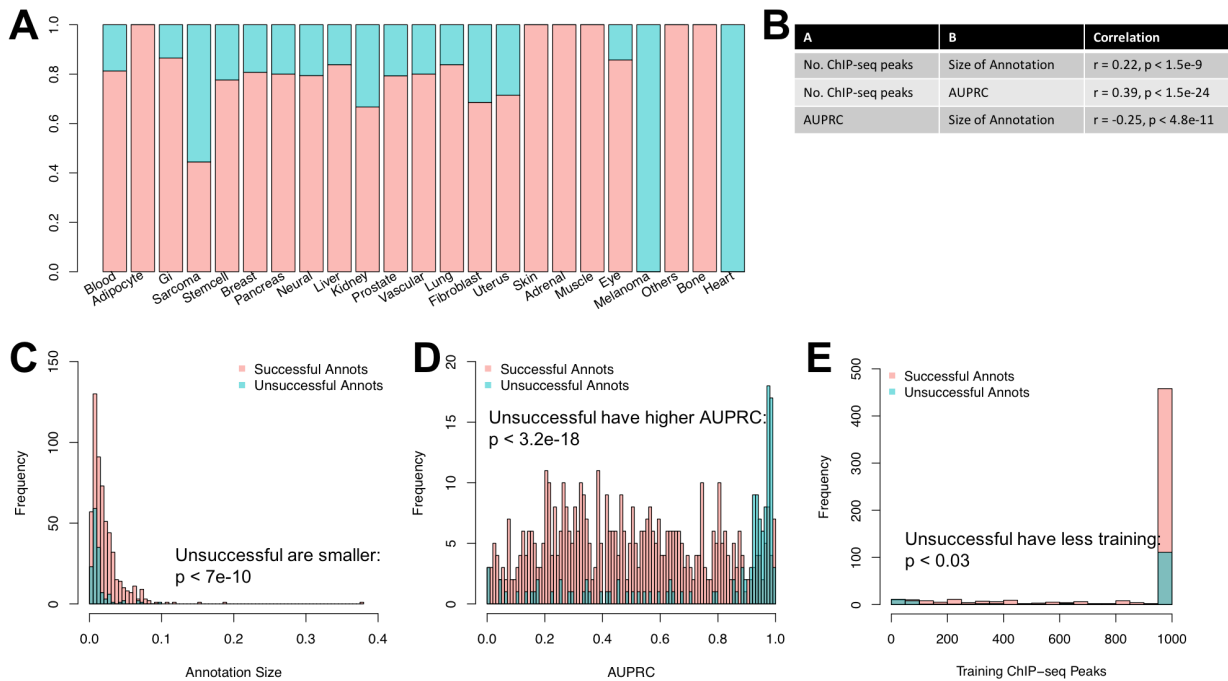 A
1.0
0.8
0.6
0.4
0.2
0.0
Blood
Adipocyte
Gi
Sarcoma
Stemcell
Breast
Pancreas
Neural
Liver
Kidney
Prostate
Vascular
Lung
Fibroblast
Uterus
Skin
Adrenal
Muscle
Eye
Melanoma
Others
Bone
Heart
B
A B Correlation
No. ChIP-seq peaks Size of Annotation r = 0.22, p < 1.5e-9
No. ChIP-seq peaks AUPRC r = 0.39, p < 1.5e-24
AUPRC Size of Annotation r = -0.25, p < 4.8e-11
C
Frequency
150
100
50
0
Successful Annots
Unsuccessful Annots
Unsuccessful are smaller:
p < 7e-10
0.0 0.1 0.2 0.3 0.4
Annotation Size
D
Frequency
20
15
10
5
0
Successful Annots
Unsuccessful Annots
Unsuccessful have higher AUPRC:
p < 3.2e-18
0.0 0.2 0.4 0.6 0.8 1.0
AUPRC
E
Frequency
500
400
300
200
100
0
Successful Annots
Unsuccessful Annots
Unsuccessful have less training:
p < 0.03
0 200 400 600 800 1000
Training ChIP-seq Peaks